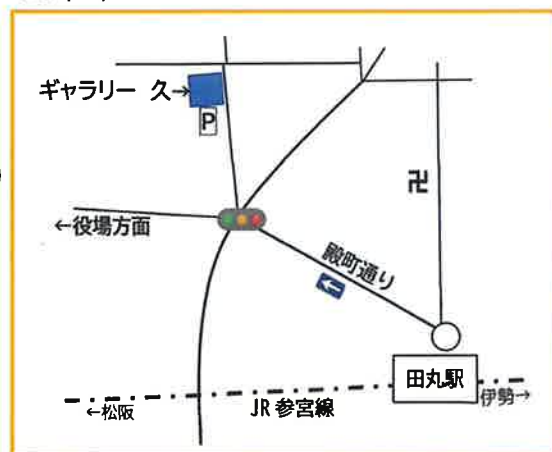 ギャラリー 久→
P
卍
←役場方面
殿町通り
田丸駅
伊勢→
JR 参宮線
←松阪